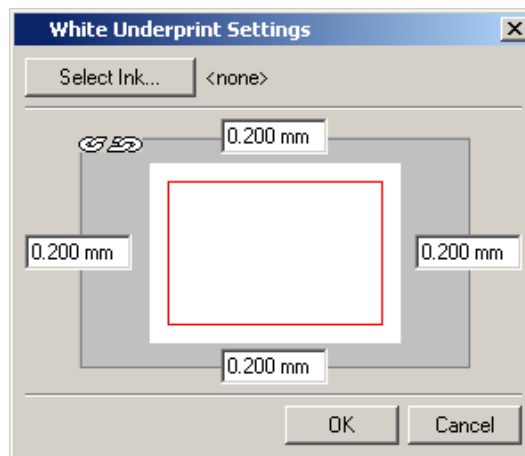 White Underprint Settings
Select Ink... <none>
0.200 mm
0.200 mm 0.200 mm
0.200 mm
OK Cancel